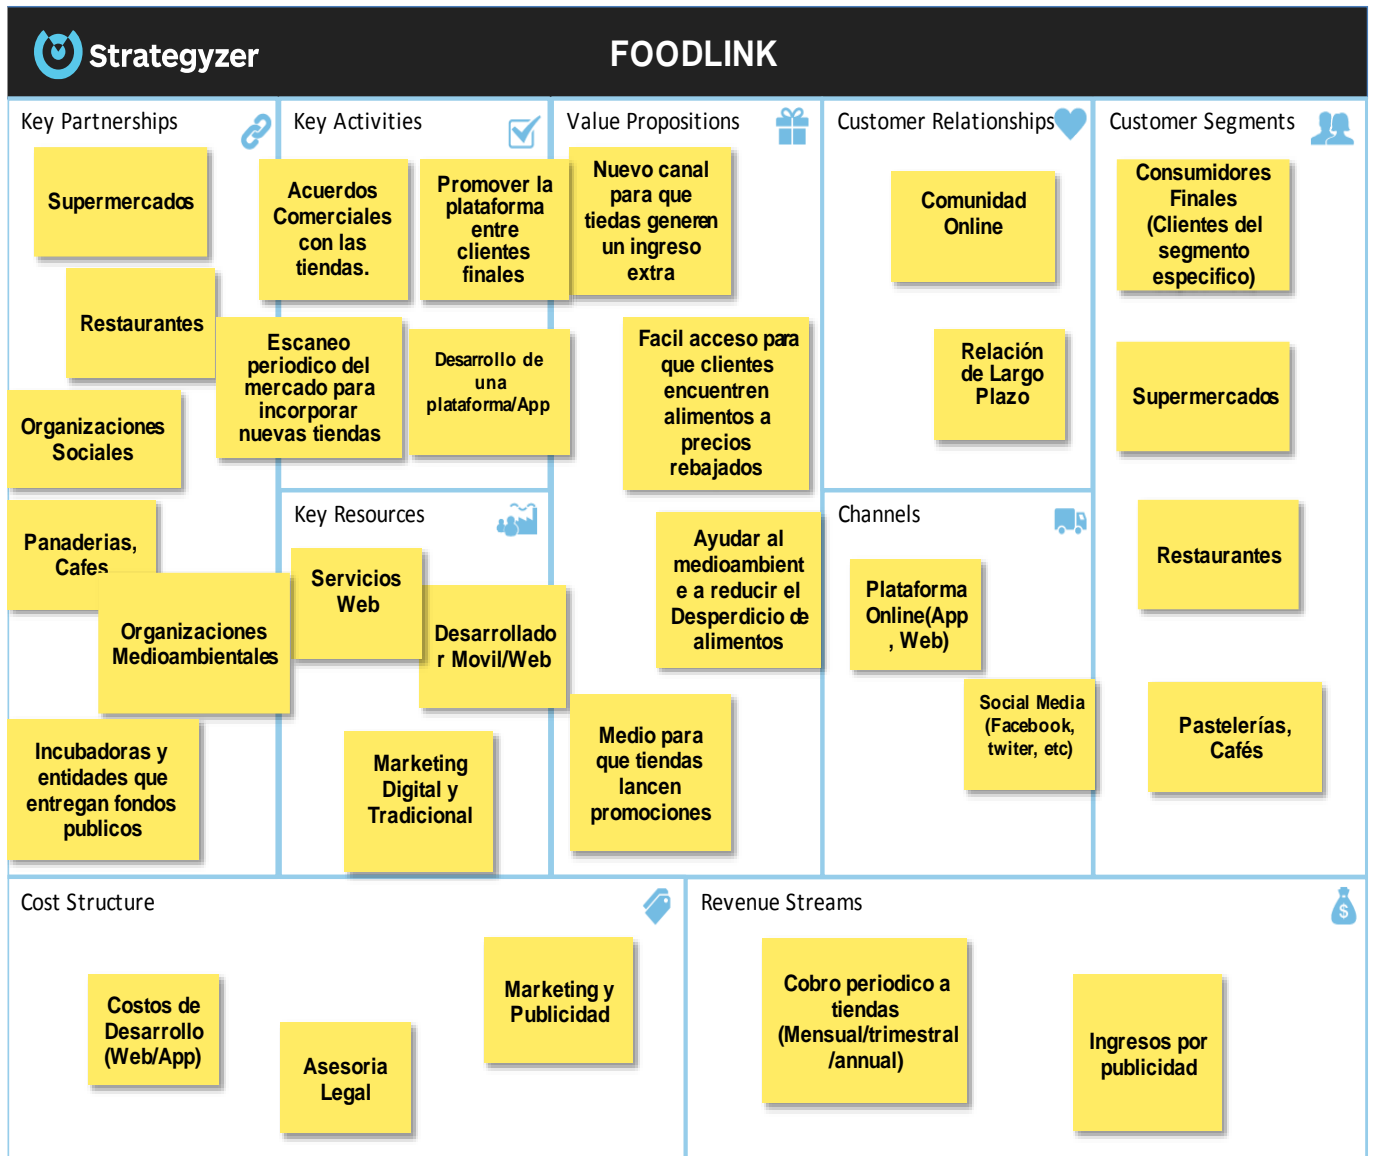 Strategyzer
FOODLINK
Key Partnerships
Supermercados
Restaurantes
Organizaciones
Sociales
Panaderias,
Cafes
Organizaciones
Medioambientales
Incubadoras y
entidades que
entregan fondos
publicos
Key Activities
Acuerdos
Comerciales
con las
tiendas.
Promover la
plataforma
entre
clientes
finales
Escaneo
periodico del
mercado para
incorporar
nuevas tiendas
Desarrollo de
una
plataforma/App
Key Resources
Servicios
Web
Desarrollado
r Movil/Web
Marketing
Digital y
Tradicional
Value Propositions
Nuevo canal
para que
tiedas generen
un ingreso
extra
Facil acceso para
que clientes
encuentren
alimentos a
precios
rebajados
Ayudar al
medioambient
e a reducir el
Desperdicio de
alimentos
Medio para
que tiendas
lancen
promociones
Customer Relationships
Comunidad
Online
Relación
de Largo
Plazo
Channels
Plataforma
Online(App
, Web)
Social Media
(Facebook,
twiter, etc)
Customer Segments
Consumidores
Finales
(Clientes del
segmento
especifico)
Supermercados
Restaurantes
Pastelerías,
Cafés
Cost Structure
Costos de
Desarrollo
(Web/App)
Asesoria
Legal
Marketing y
Publicidad
Revenue Streams
Cobro periodico a
tiendas
(Mensual/trimestral
/annual)
Ingresos por
publicidad
$